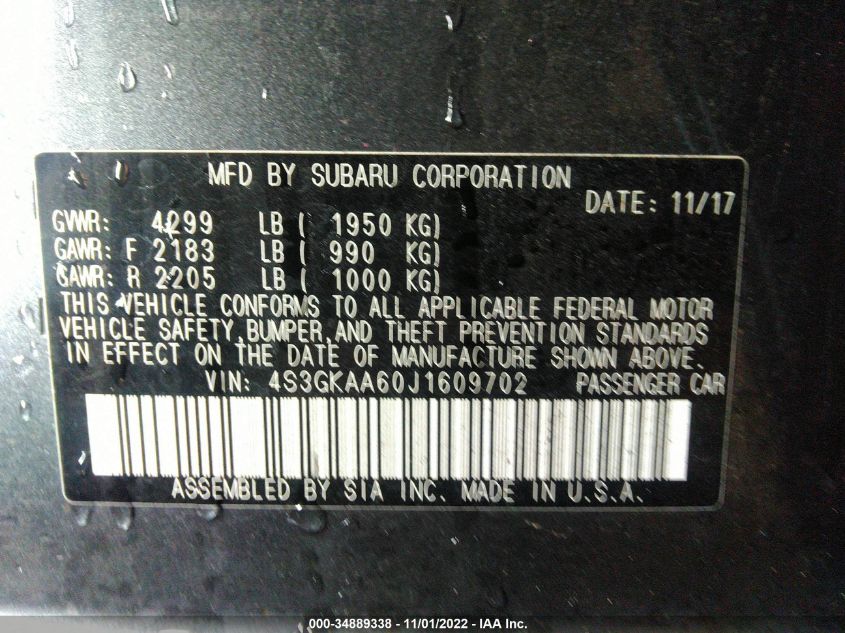 MFD BY SUBARU CORPORATION
DATE: 11/17
GVWR: 4299 LB ( 1950 KG)
GAWR: F 2183 LB ( 990 KG)
GAWR: R 2205 LB ( 1000 KG)
THIS VEHICLE CONFORMS TO ALL APPLICABLE FEDERAL MOTOR
VEHICLE SAFETY,BUMPER,AND THEFT PREVENTION STANDARDS
IN EFFECT ON THE DATE OF MANUFACTURE SHOWN ABOVE.
VIN: 4S3GKAA60J1609702 PASSENGER CAR
ASSEMBLED BY SIA INC. MADE IN U.S.A.
000-34889338 - 11/01/2022 - IAA Inc.